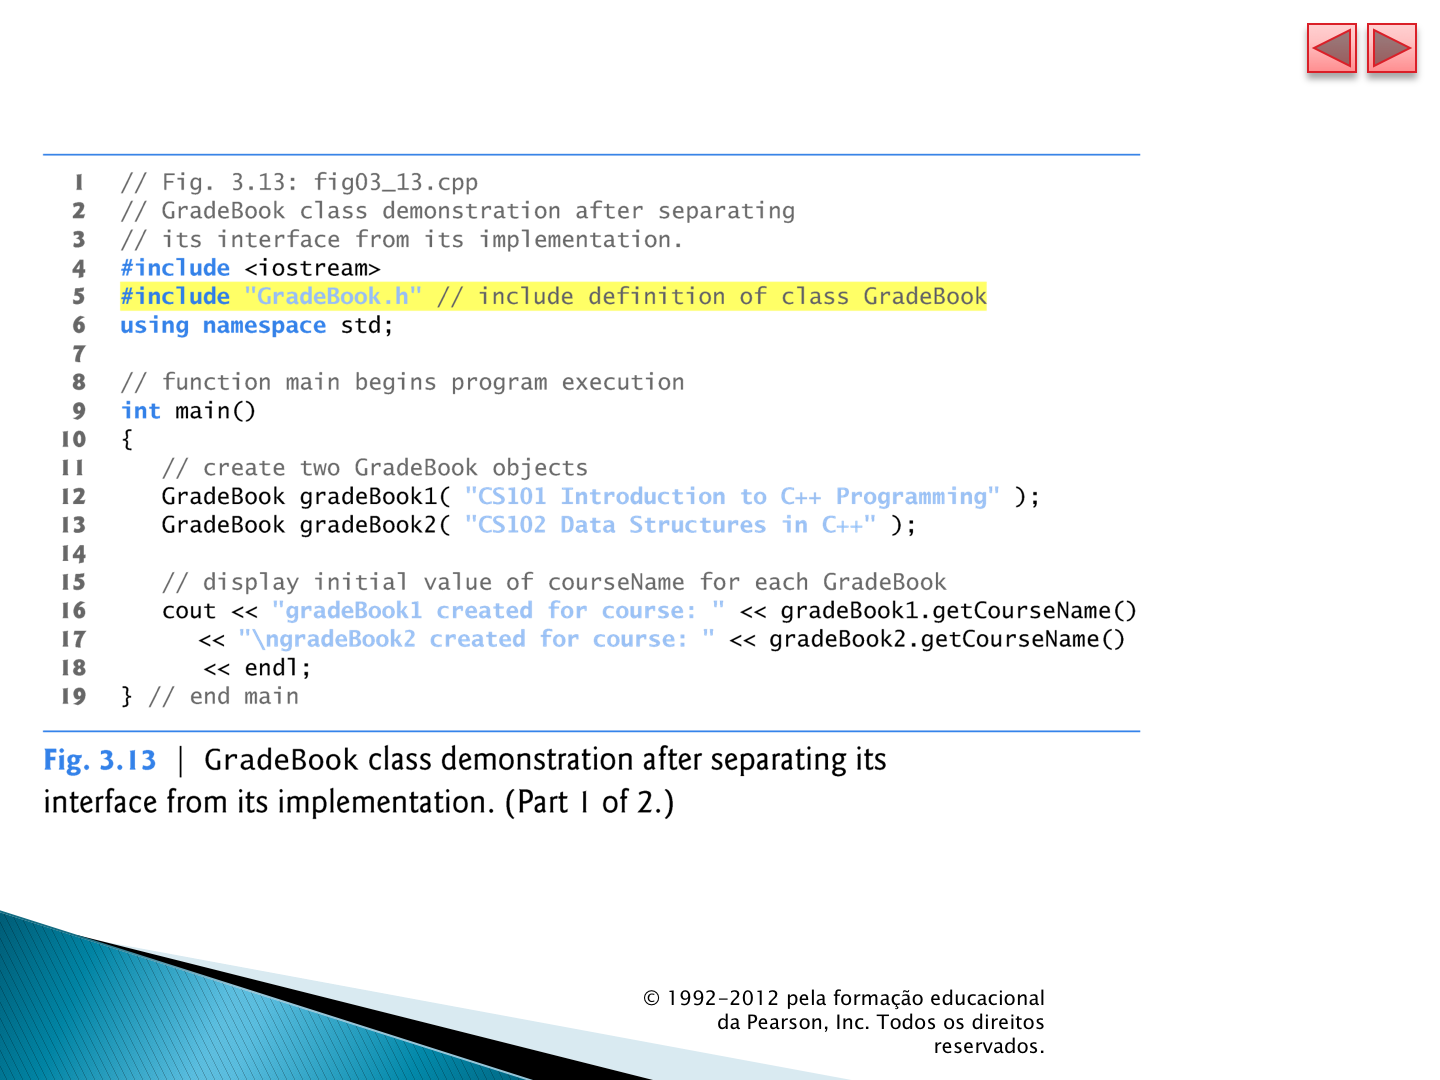 1 // Fig. 3.13: fig03_13.cpp
2 // GradeBook class demonstration after separating
3 // its interface from its implementation.
4 #include <iostream>
5 #include "GradeBook.h" // include definition of class GradeBook
6 using namespace std;
7
8 // function main begins program execution
9 int main()
10 {
11 // create two GradeBook objects
12 GradeBook gradeBook1( "CS101 Introduction to C++ Programming" );
13 GradeBook gradeBook2( "CS102 Data Structures in C++" );
14
15 // display initial value of courseName for each GradeBook
16 cout << "gradeBook1 created for course: " << gradeBook1.getCourseName()
17 << "\ngradeBook2 created for course: " << gradeBook2.getCourseName()
18 << endl;
19 } // end main
Fig. 3.13 | GradeBook class demonstration after separating its
interface from its implementation. (Part 1 of 2.)
© 1992-2012 pela formação educacional
da Pearson, Inc. Todos os direitos
reservados.